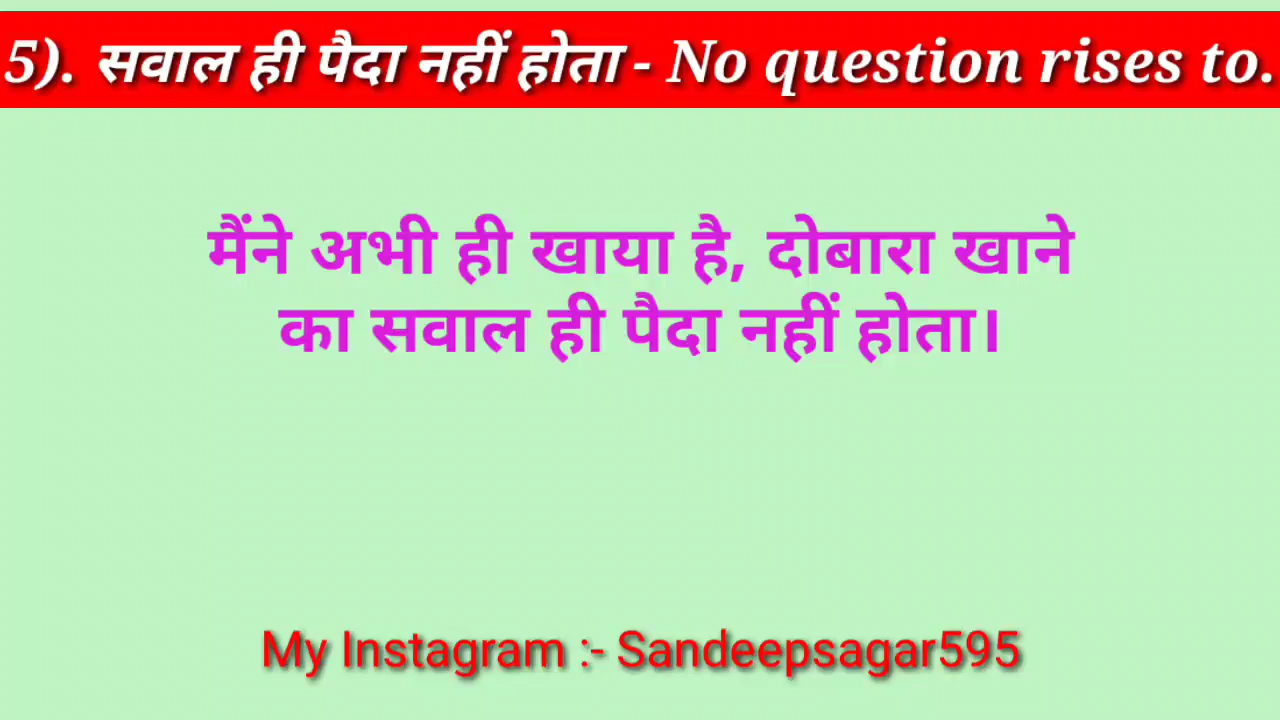 5). सवाल ही पैदा नहीं होता - No question rises to.
मैंने अभी ही खाया है, दोबारा खाने
का सवाल ही पैदा नहीं होता।
My Instagram :- Sandeepsagar595